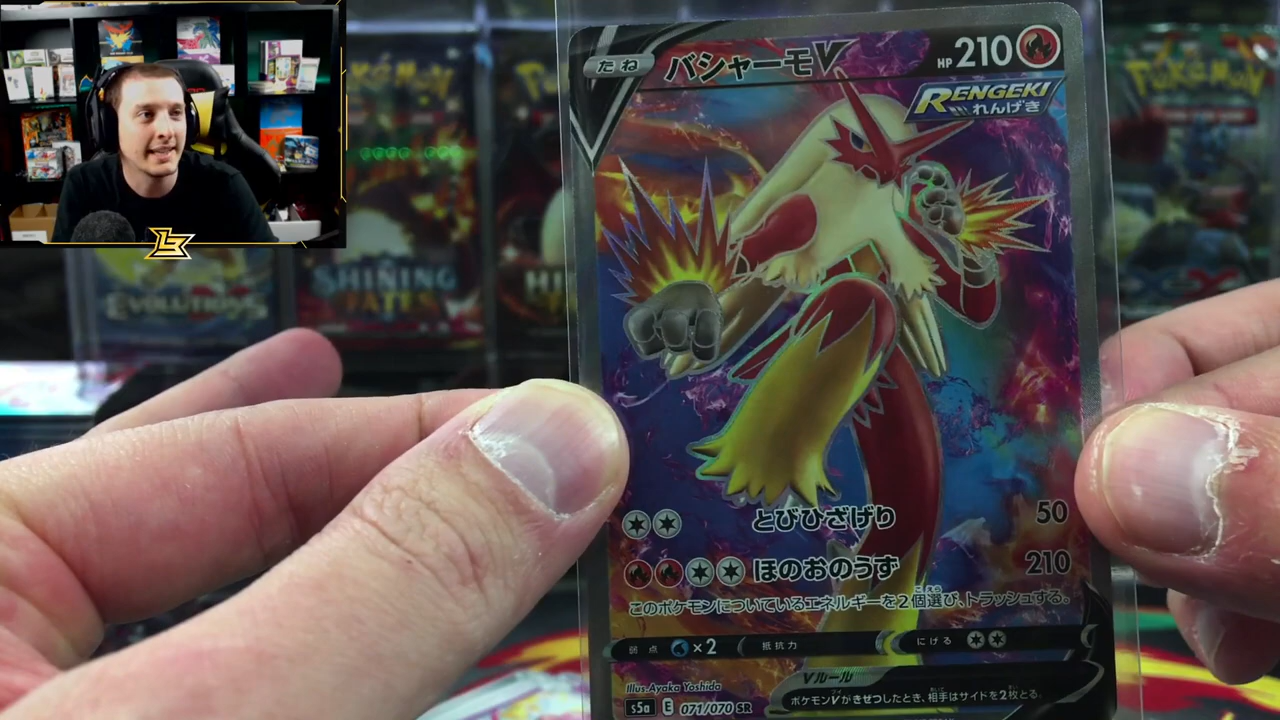 たね バシャーモV HP 210
RENGEKI
れんげき
POKÉMON
POKÉMON
EVOLUTIONS
SHINING
FATES
とびひざげり 50
ほのおのうず 210
このポケモンについているエネルギーを2個選び、トラッシュする。
弱点 ×2 抵抗力 にげる
Vルール
ポケモンVがきぜつしたとき、相手はサイドを2枚とる。
Illus. Ayaka Yoshida
s5a E 071/070 SR